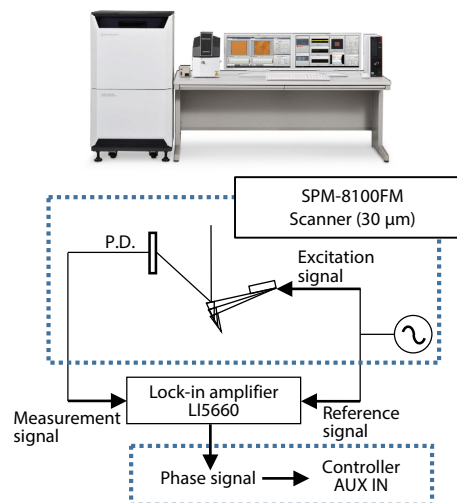 SPM-8100FM
Scanner (30 µm)
P.D.
Excitation
signal
Lock-in amplifier
LI5660
Measurement
signal
Reference
signal
Phase signal
Controller
AUX IN